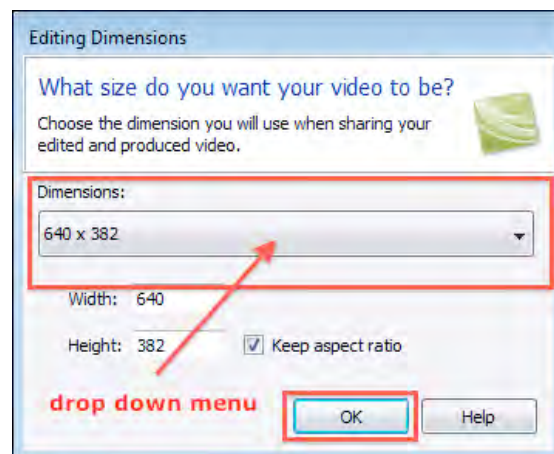 Editing Dimensions
What size do you want your video to be?
Choose the dimension you will use when sharing your
edited and produced video.
Dimensions:
640 x 382
Width: 640
Height: 382 Keep aspect ratio
drop down menu
OK Help